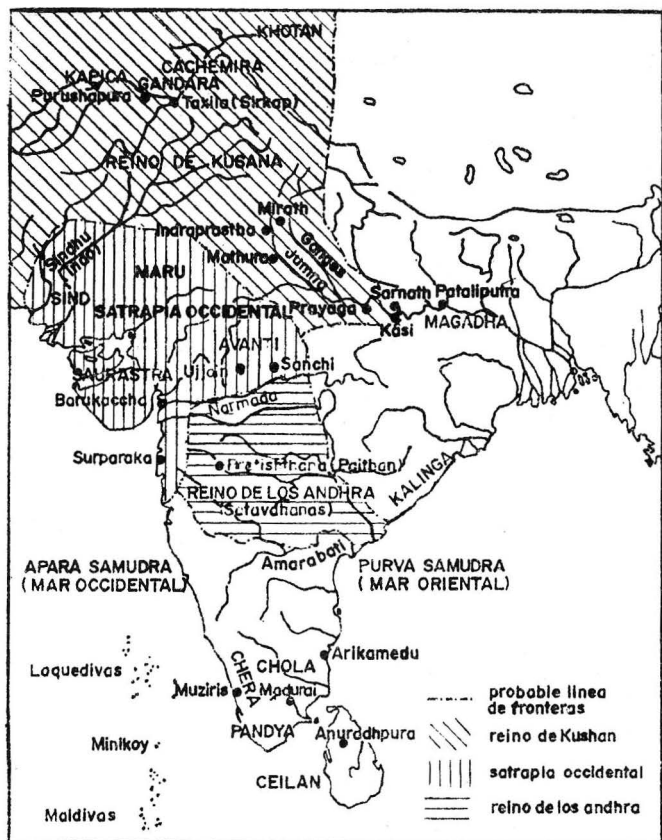 KHOTAN
CACHEMIRA
KAPICA
GANDARA
Purushapura
Taxila (Sirkap)
REINO DE KUSANA
Mirath
Indraprastba
Sindhu
(Indo)
Ganges
Jumna
MARU
Mathura
SIND
SATRAPIA OCCIDENTAL
Prayaga
Sarnath
Pataliputra
Kasi
MAGADHA
AVANTI
SAURASTRA
Ujjain
Sanchi
Barukaccha
Narmada
Surparaka
(Paithan)
KALINGA
REINO DE LOS ANDHRA
Amarabati
APARA SAMUDRA
(MAR OCCIDENTAL)
PURVA SAMUDRA
(MAR ORIENTAL)
Laquedivas
CHOLA
Arikamedu
CHERA
Muziris
Madurai
PANDYA
Anuradhpura
Minikoy
CEILAN
Maldivas
probable linea
de fronteras
reino de Kushan
satrapia occidental
reino de los andhra